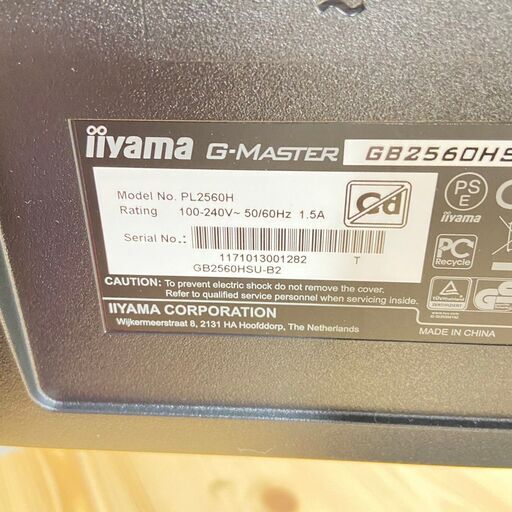 iiyama G-MASTER GB2560HS
Model No. PL2560H
Rating 100-240V~ 50/60Hz 1.5A
Serial No.:
1171013001282 T
GB2560HSU-B2
CAUTION: To prevent electric shock do not remove the cover.
Refer to qualified service personnel when servicing inside.
IIYAMA CORPORATION
Wijkermeerstraat 8, 2131 HA Hoofddorp, The Netherlands
Cd
PS
E
iiyama
PC
Recycle
GS
MADE IN CHINA